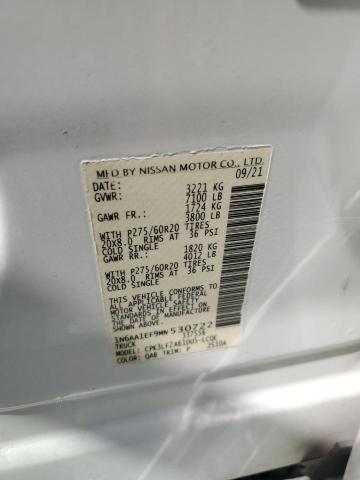 MFD BY NISSAN MOTOR CO., LTD.
DATE: 09/21
GVWR: 3221 KG
7100 LB
GAWR FR. 1724 KG
3800 LB
WITH P275/60R20 TIRES
20X8.0 RIMS AT 36 PSI
COLD SINGLE
GAWR RR.: 1820 KG
4012 LB
WITH P275/60R20 TIRES
20X8.0 RIMS AT 36 PSI
COLD SINGLE
THIS VEHICLE CONFORMS TO ALL
APPLICABLE FEDERAL
MOTOR VEHICLE SAFETY
STANDARDS IN EFFECT ON
THE DATE OF MANUFACTURE
SHOWN ABOVE.
1N6AA1EF9MN530722
TRUCK
MODEL:
COLOR: QAB TRIM: P